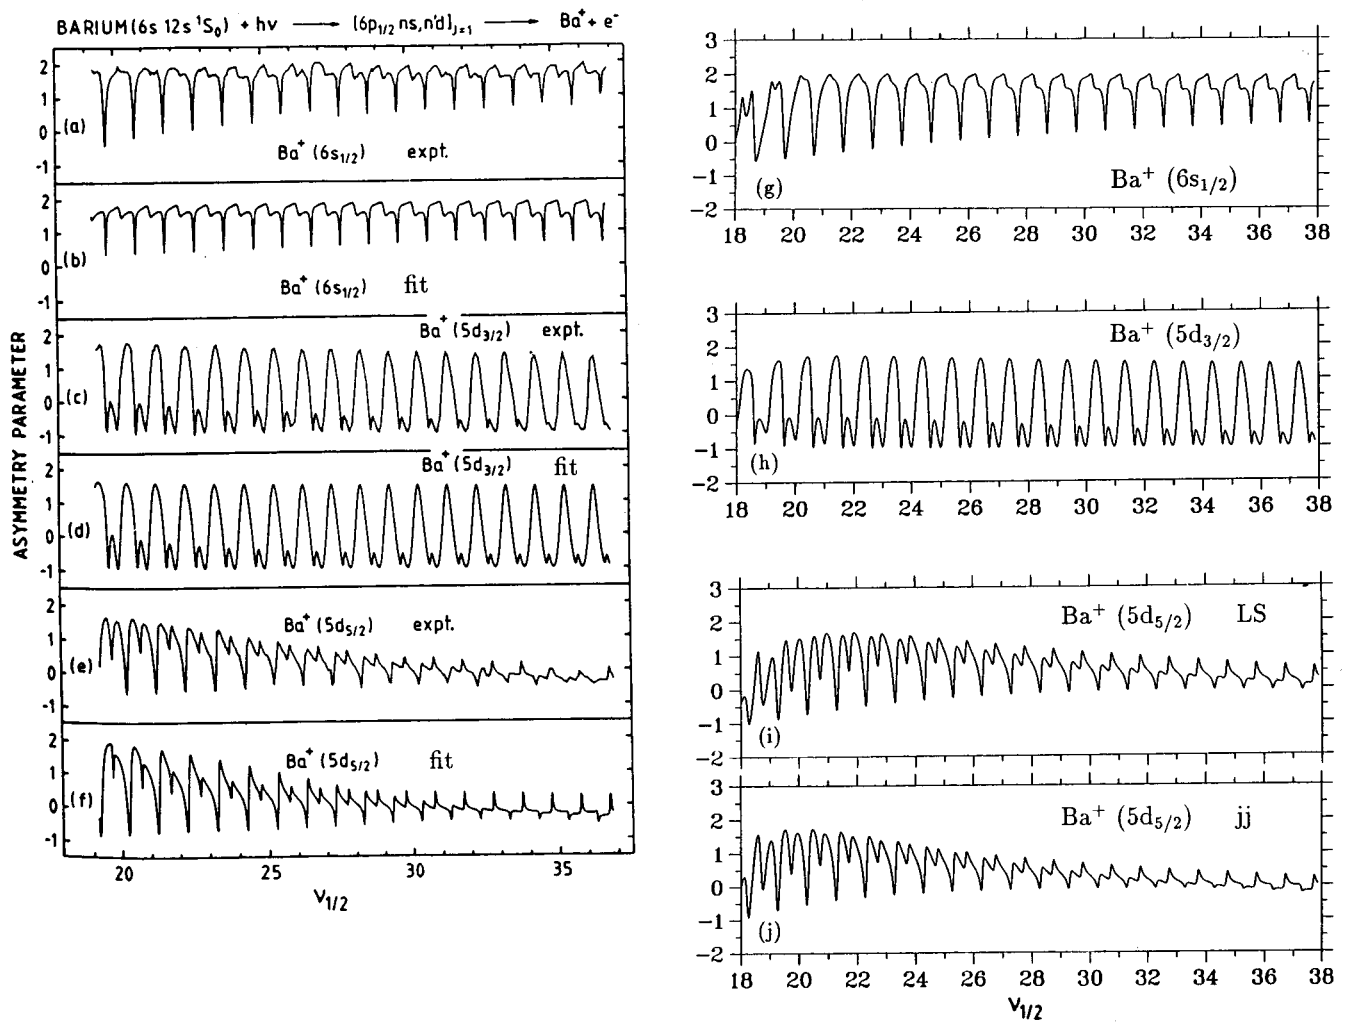 BARIUM (6s 12s ¹S₀) + hν ⟶ [6p₁/₂ ns, n'd]J=1 ⟶ Ba⁺ + e⁻
ASYMMETRY PARAMETER
2
1
0
-1
(a)
Ba⁺ (6s₁/₂) expt.
2
1
0
-1
(b)
Ba⁺ (6s₁/₂) fit
Ba⁺ (5d₃/₂) expt.
2
1
0
-1
(c)
Ba⁺ (5d₃/₂) fit
2
1
0
-1
(d)
2
1
0
-1
(e)
Ba⁺ (5d₅/₂) expt.
2
1
0
-1
(f)
Ba⁺ (5d₅/₂) fit
20 25 30 35
ν₁/₂
3
2
1
0
−1
−2
(g)
Ba⁺ (6s₁/₂)
18 20 22 24 26 28 30 32 34 36 38
3
2
1
0
−1
−2
(h)
Ba⁺ (5d₃/₂)
18 20 22 24 26 28 30 32 34 36 38
3
2
1
0
−1
−2
(i)
Ba⁺ (5d₅/₂) LS
3
2
1
0
−1
−2
(j)
Ba⁺ (5d₅/₂) jj
18 20 22 24 26 28 30 32 34 36 38
ν₁/₂